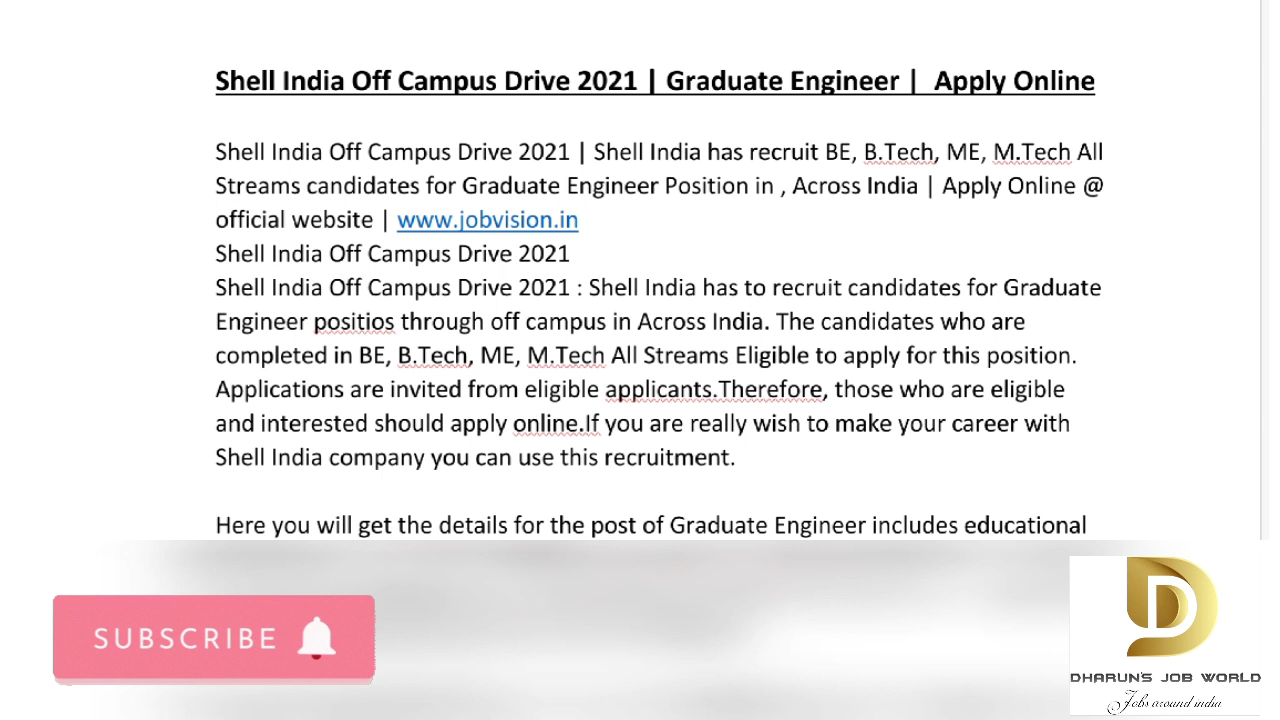 Shell India Off Campus Drive 2021 | Graduate Engineer | Apply Online
Shell India Off Campus Drive 2021 | Shell India has recruit BE, B.Tech, ME, M.Tech All
Streams candidates for Graduate Engineer Position in , Across India | Apply Online @
official website | www.jobvision.in
Shell India Off Campus Drive 2021
Shell India Off Campus Drive 2021 : Shell India has to recruit candidates for Graduate
Engineer positios through off campus in Across India. The candidates who are
completed in BE, B.Tech, ME, M.Tech All Streams Eligible to apply for this position.
Applications are invited from eligible applicants.Therefore, those who are eligible
and interested should apply online.If you are really wish to make your career with
Shell India company you can use this recruitment.
Here you will get the details for the post of Graduate Engineer includes educational
SUBSCRIBE
D
DHARUN'S JOB WORLD
Jobs around india